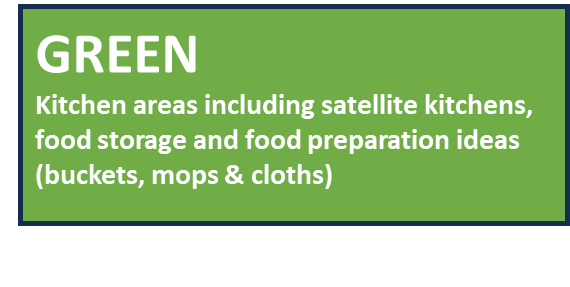 GREEN
Kitchen areas including satellite kitchens,
food storage and food preparation ideas
(buckets, mops & cloths)